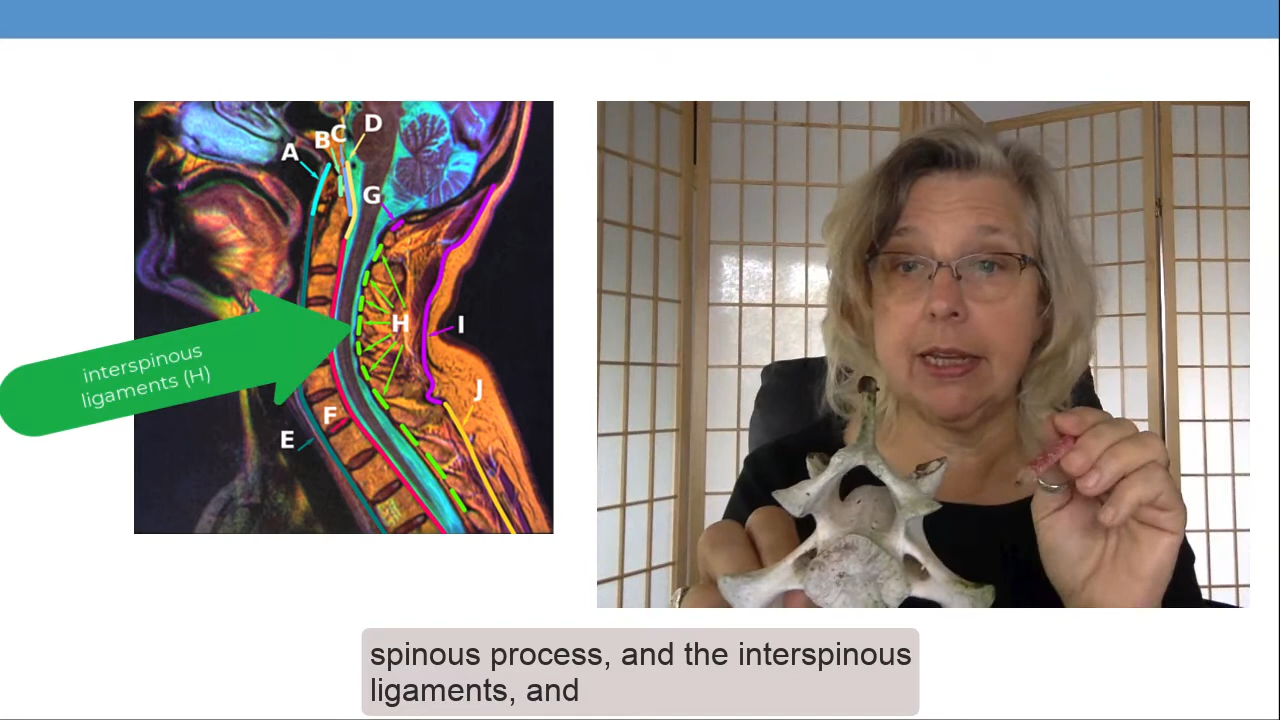 A
B
C
D
G
H
I
J
F
E
interspinous
ligaments (H)
spinous process, and the interspinous
ligaments, and